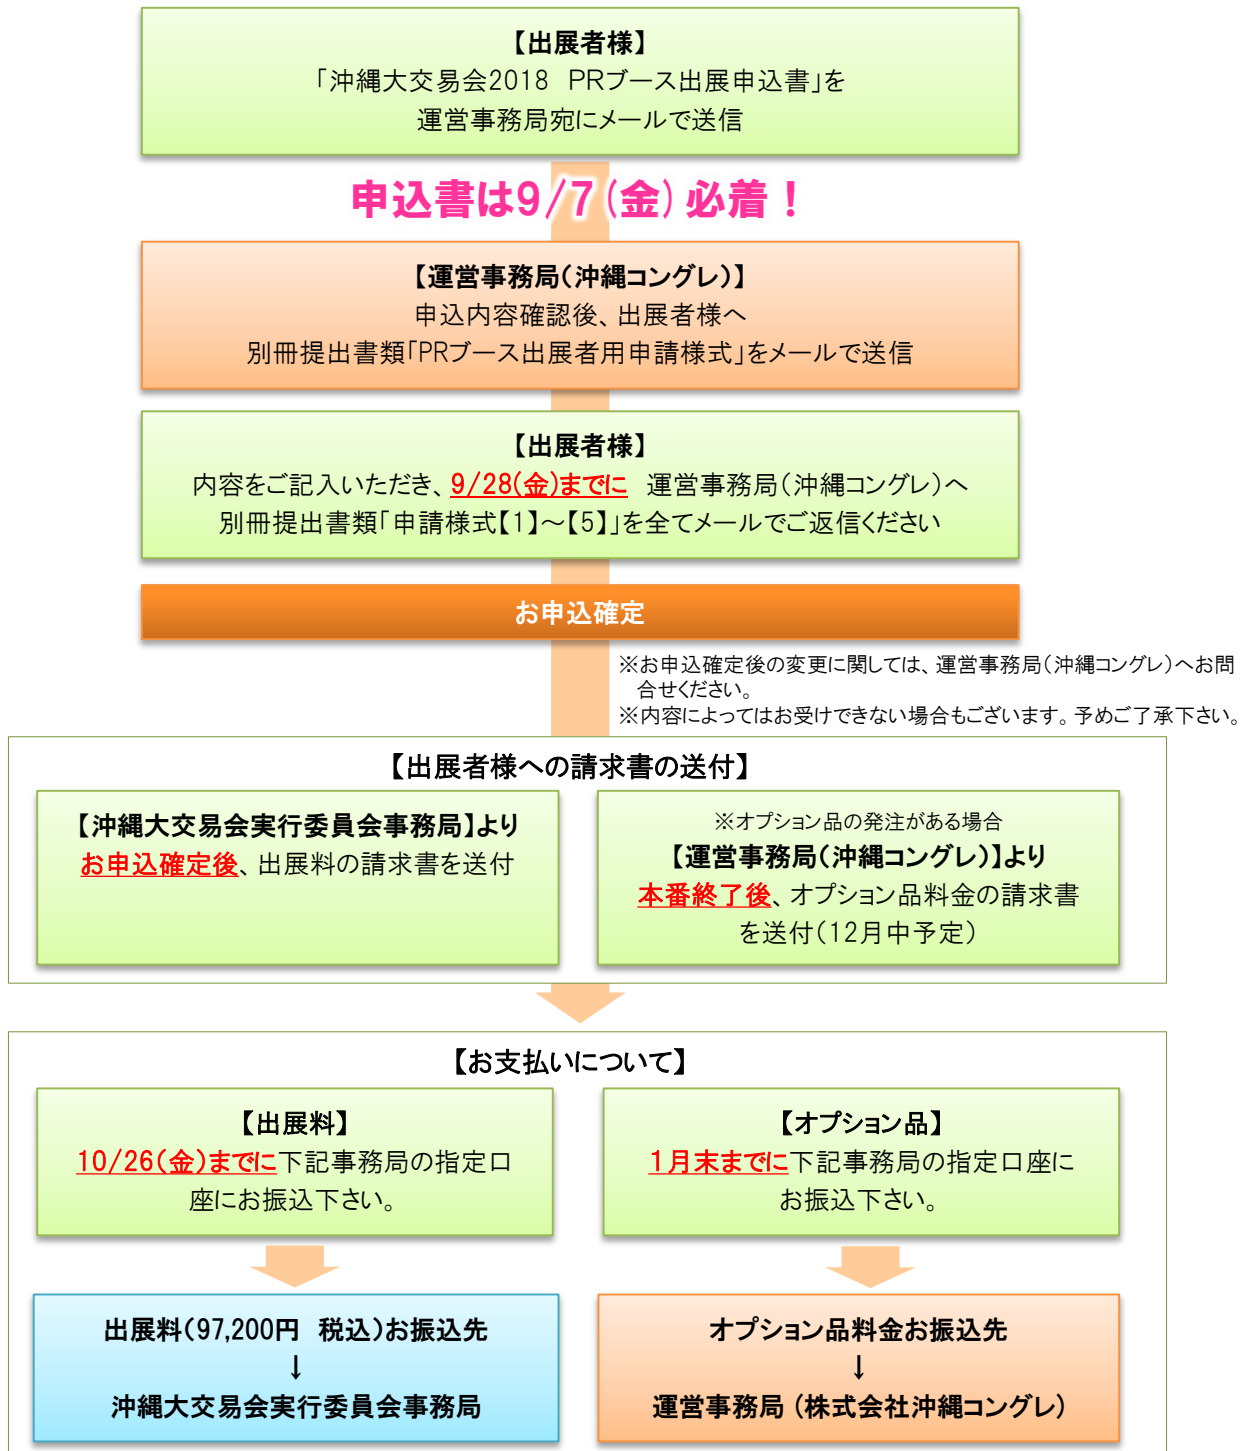 【出展者様】
「沖縄大交易会2018　PRブース出展申込書」を
運営事務局宛にメールで送信
申込書は9/7(金)必着！
【運営事務局（沖縄コングレ）】
申込内容確認後、出展者様へ
別冊提出書類「PRブース出展者用申請様式」をメールで送信
【出展者様】
内容をご記入いただき、9/28(金)までに　運営事務局（沖縄コングレ）へ
別冊提出書類「申請様式【1】～【5】」を全てメールでご返信ください
お申込確定
※お申込確定後の変更に関しては、運営事務局（沖縄コングレ）へお問
合せください。
※内容によってはお受けできない場合もございます。予めご了承下さい。
【出展者様への請求書の送付】
【沖縄大交易会実行委員会事務局】より
お申込確定後、出展料の請求書を送付
※オプション品の発注がある場合
【運営事務局（沖縄コングレ）】より
本番終了後、オプション品料金の請求書
を送付（12月中予定）
【お支払いについて】
【出展料】
10/26(金)までに下記事務局の指定口
座にお振込下さい。
【オプション品】
1月末までに下記事務局の指定口座に
お振込下さい。
出展料（97,200円　税込）お振込先
↓
沖縄大交易会実行委員会事務局
オプション品料金お振込先
↓
運営事務局（株式会社沖縄コングレ）